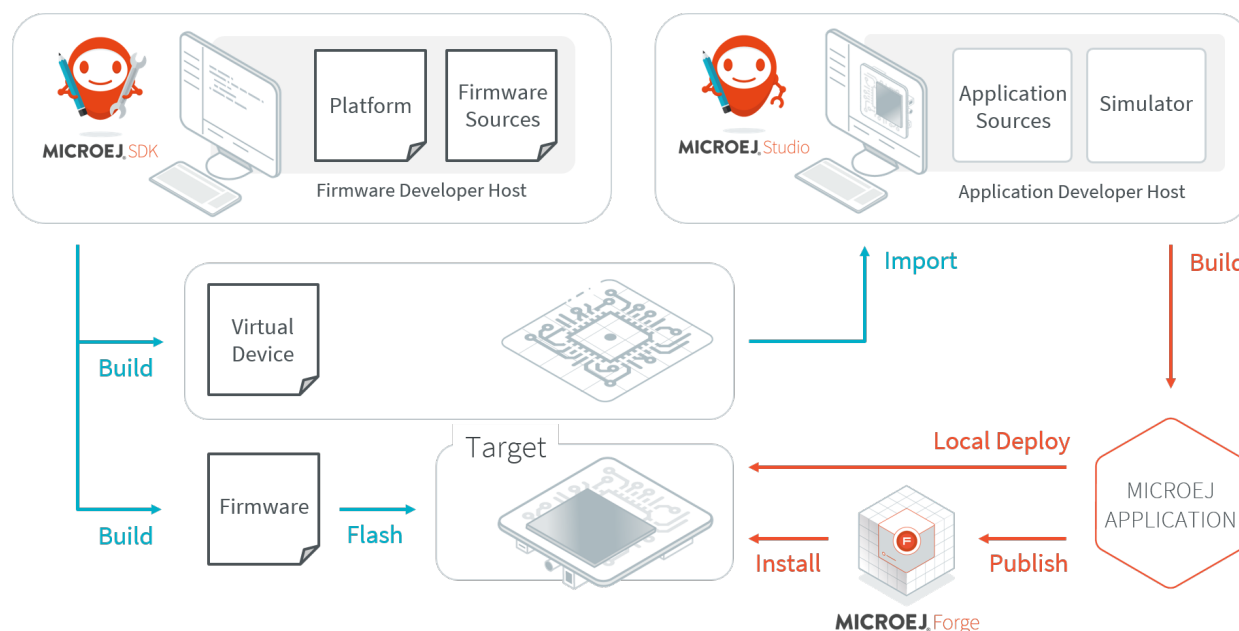 MICROEJ. SDK
Platform
Firmware
Sources
Firmware Developer Host
MICROEJ. Studio
Application
Sources
Simulator
Application Developer Host
Import
Build
Virtual
Device
Build
Target
Local Deploy
MICROEJ
APPLICATION
Firmware
Build
Flash
Install
Publish
MICROEJ. Forge